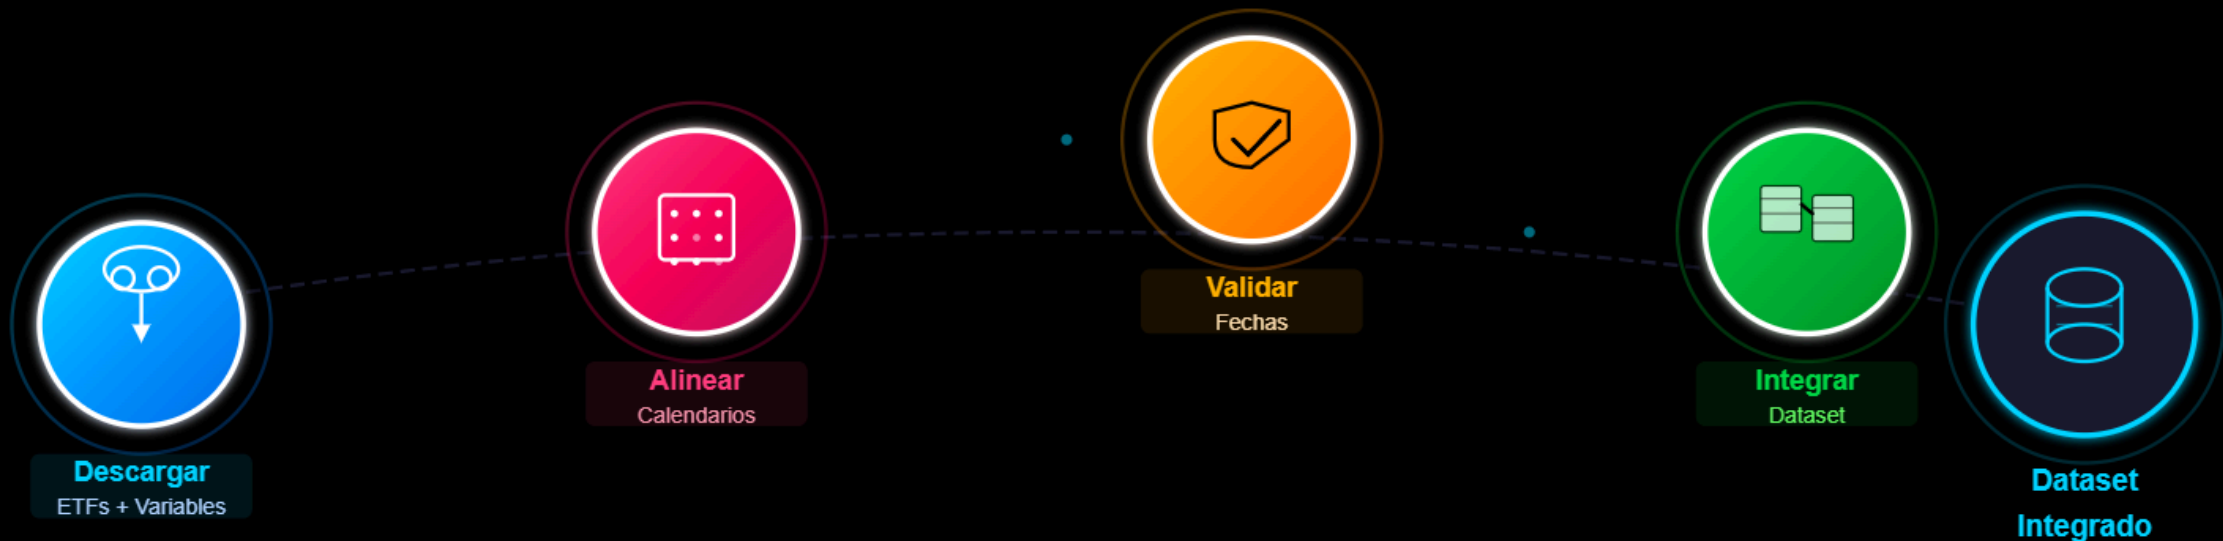 Descargar
ETFs + Variables
Alinear
Calendarios
Validar
Fechas
Integrar
Dataset
Dataset
Integrado